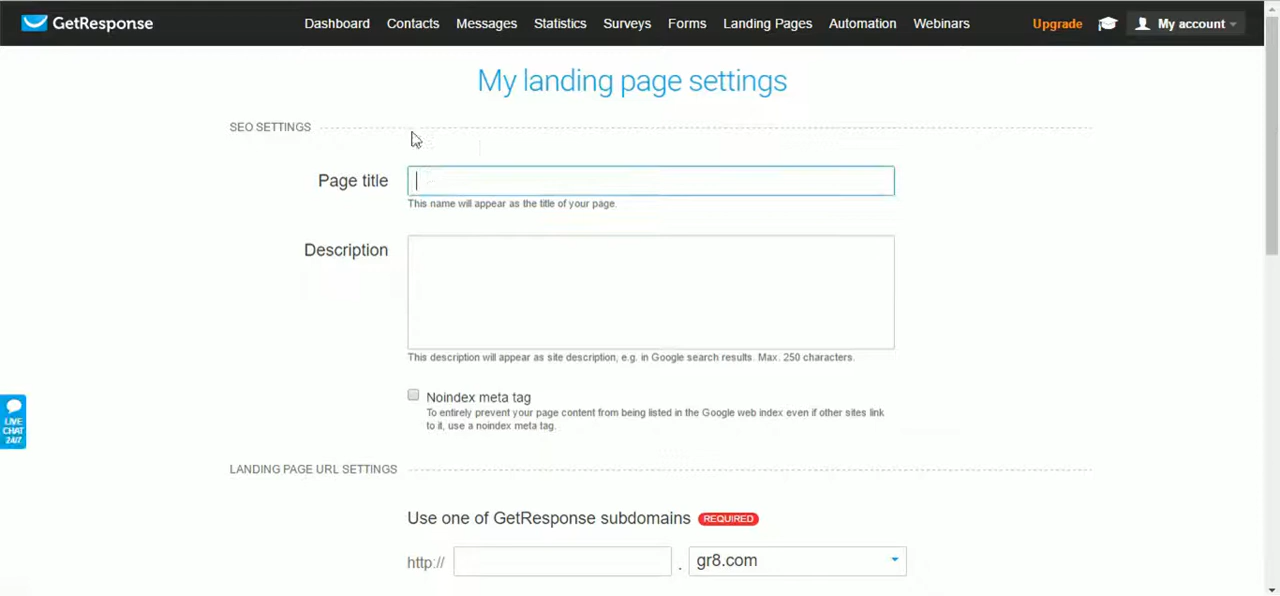 GetResponse Dashboard Contacts Messages Statistics Surveys Forms Landing Pages Automation Webinars Upgrade My account
My landing page settings
SEO SETTINGS
Page title
This name will appear as the title of your page.
Description
This description will appear as site description, e.g. in Google search results. Max. 250 characters.
Noindex meta tag
To entirely prevent your page content from being listed in the Google web index even if other sites link
to it, use a noindex meta tag.
LIVE
CHAT
24/7
LANDING PAGE URL SETTINGS
Use one of GetResponse subdomains REQUIRED
http:// . gr8.com